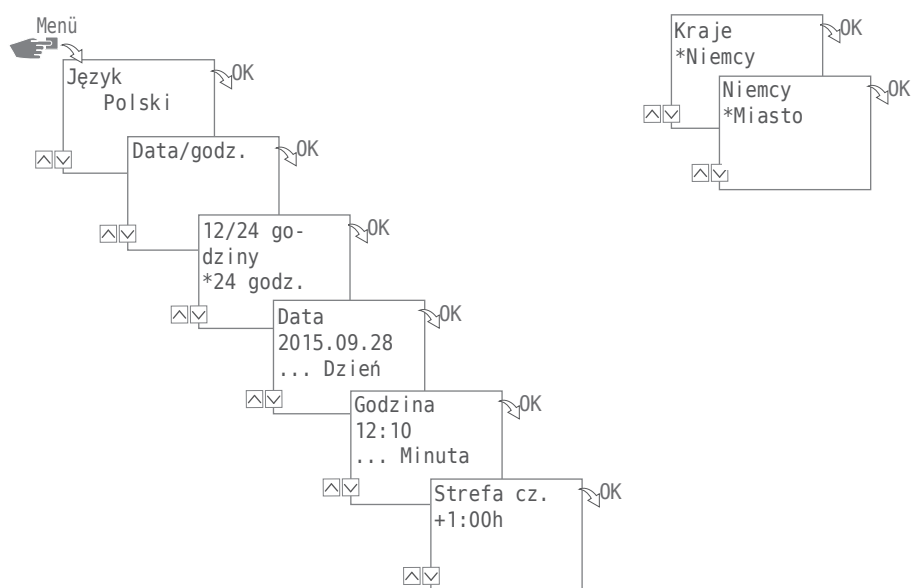 Menü
Język
Polski
OK
Data/godz.
OK
12/24 go-
dziny
*24 godz.
OK
Data
2015.09.28
... Dzień
OK
Godzina
12:10
... Minuta
OK
Strefa cz.
+1:00h
OK
Kraje
*Niemcy
OK
Niemcy
*Miasto
OK